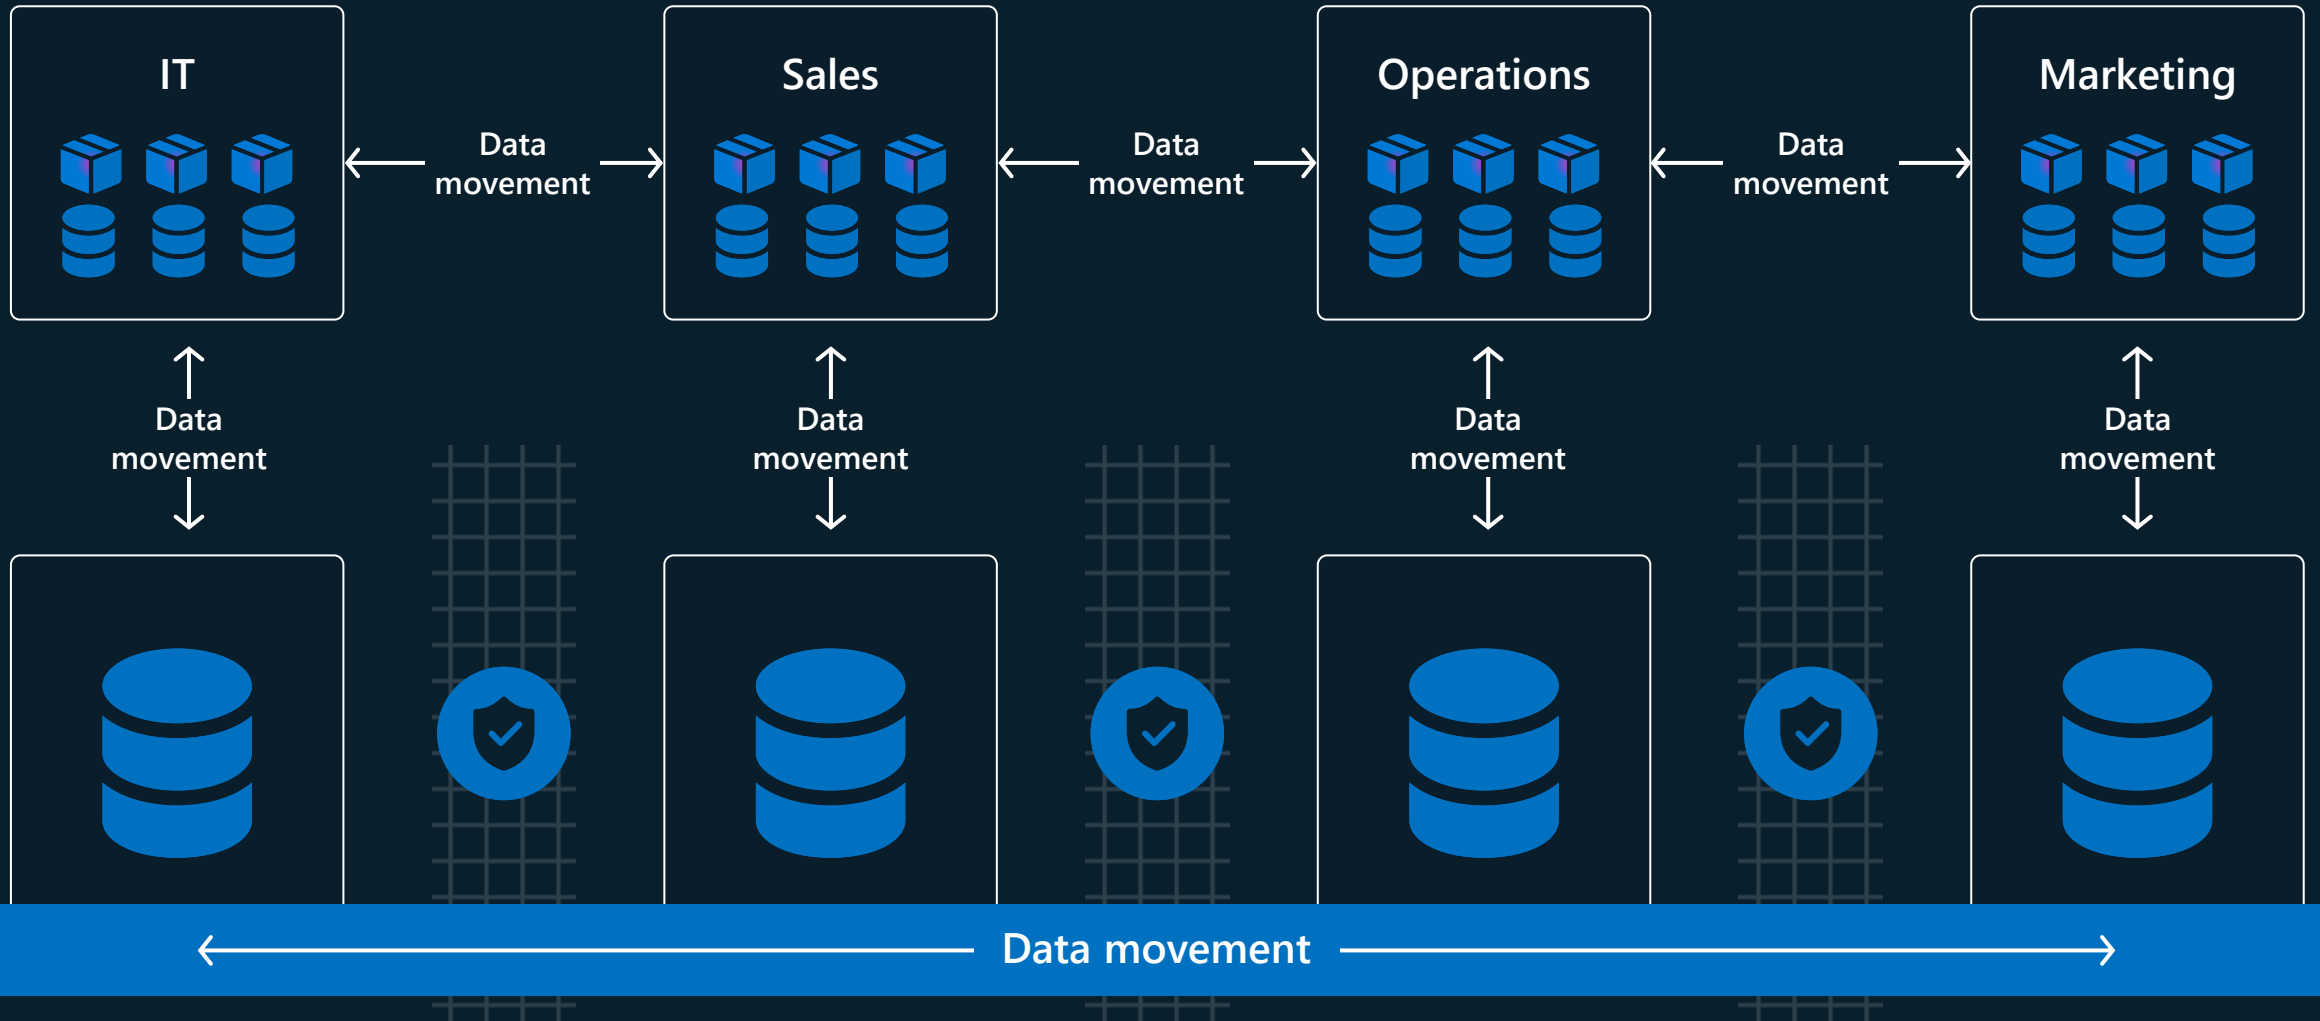 IT
Sales
Operations
Marketing
Data
movement
Data
movement
Data
movement
Data
movement
Data
movement
Data
movement
Data
movement
Data movement